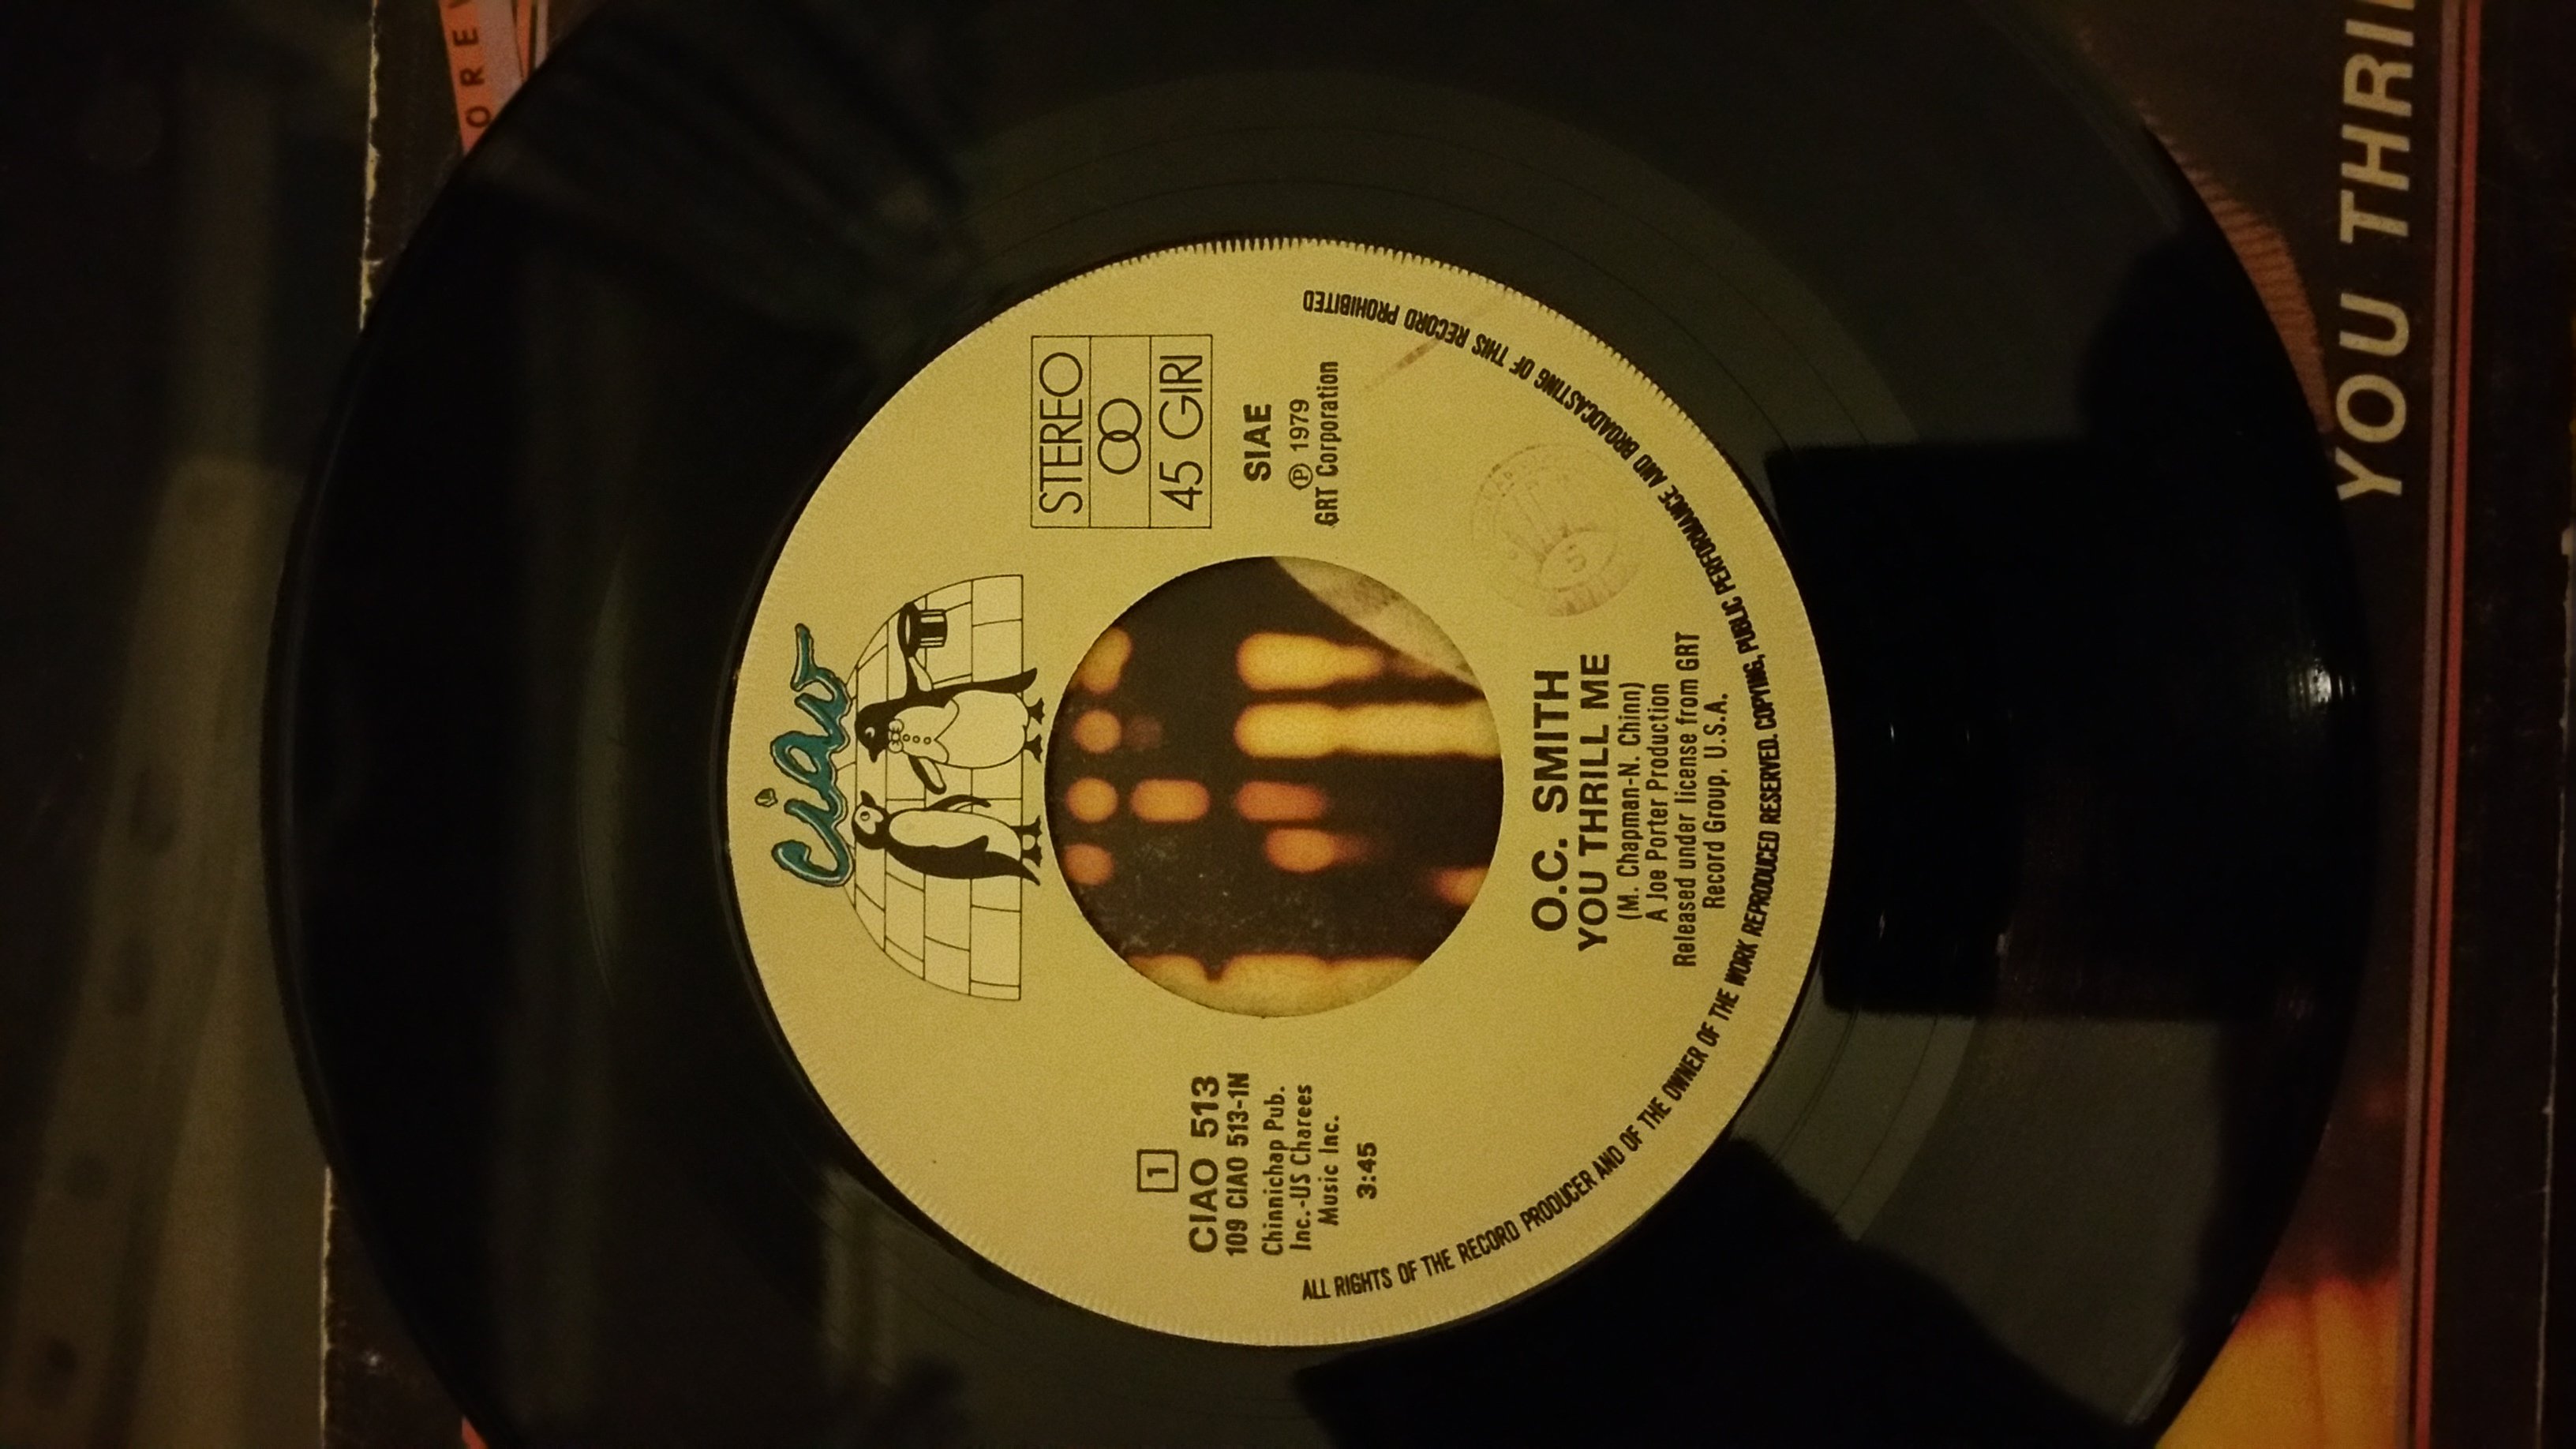 ciao
STEREO
45 GIRI
SIAE
℗ 1979
GRT Corporation
1
CIAO 513
109 CIAO 513-1N
Chinnichap Pub.
Inc.-US Charees
Music Inc.
3:45
O.C. SMITH
YOU THRILL ME
(M. Chapman-N. Chinn)
A Joe Porter Production
Released under license from GRT
Record Group, U.S.A.
ALL RIGHTS OF THE RECORD PRODUCER AND OF THE OWNER OF THE WORK REPRODUCED RESERVED. COPYING, PUBLIC PERFORMANCE AND BROADCASTING OF THIS RECORD PROHIBITED
YOU THRIL